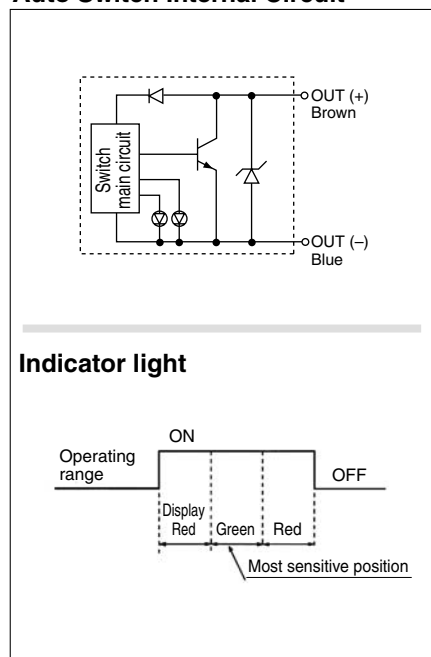 Auto Switch Internal Circuit
OUT (+)
Brown
Switch
main circuit
OUT (–)
Blue
Indicator light
ON
Operating
range
OFF
Display
Red
Green
Red
Most sensitive position